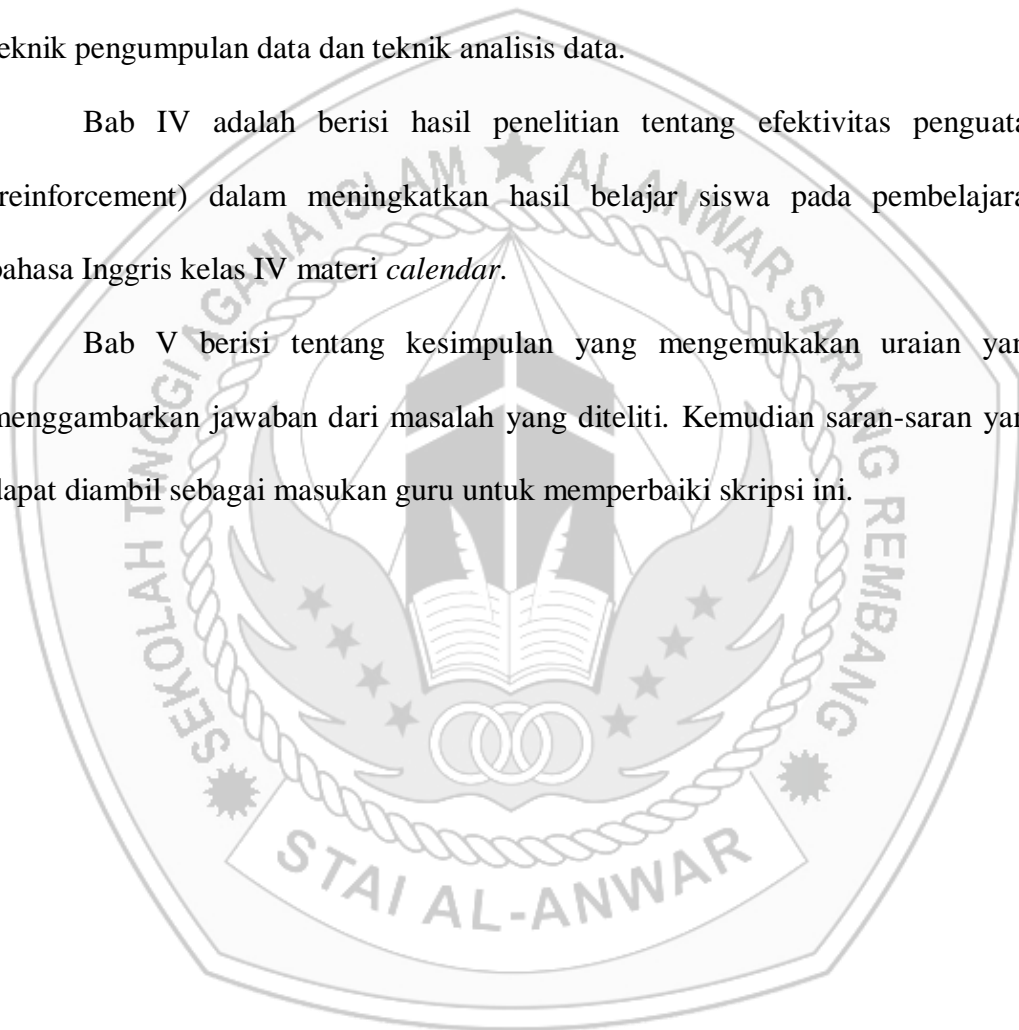 teknik pengumpulan data dan teknik analisis data.
Bab IV adalah berisi hasil penelitian tentang efektivitas penguata
reinforcement) dalam meningkatkan hasil belajar siswa pada pembelajara
bahasa Inggris kelas IV materi calendar.
Bab V berisi tentang kesimpulan yang mengemukakan uraian yan
menggambarkan jawaban dari masalah yang diteliti. Kemudian saran-saran yan
dapat diambil sebagai masukan guru untuk memperbaiki skripsi ini.
SEKOLAH TINGGI AGAMA ISLAM AL ANWAR SARANG REMBANG
STAI AL-ANWAR